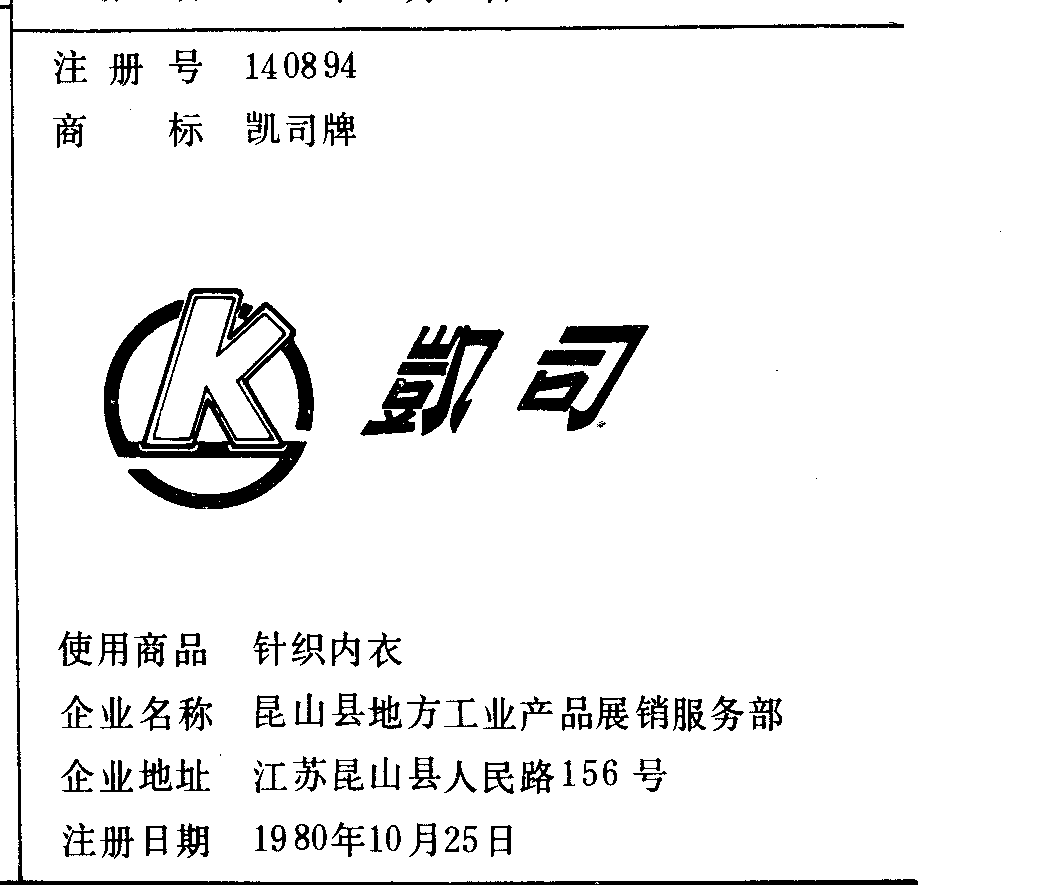 注册号 140894
商标 凯司牌
K 凯司
使用商品 针织内衣
企业名称 昆山县地方工业产品展销服务部
企业地址 江苏昆山县人民路156号
注册日期 1980年10月25日